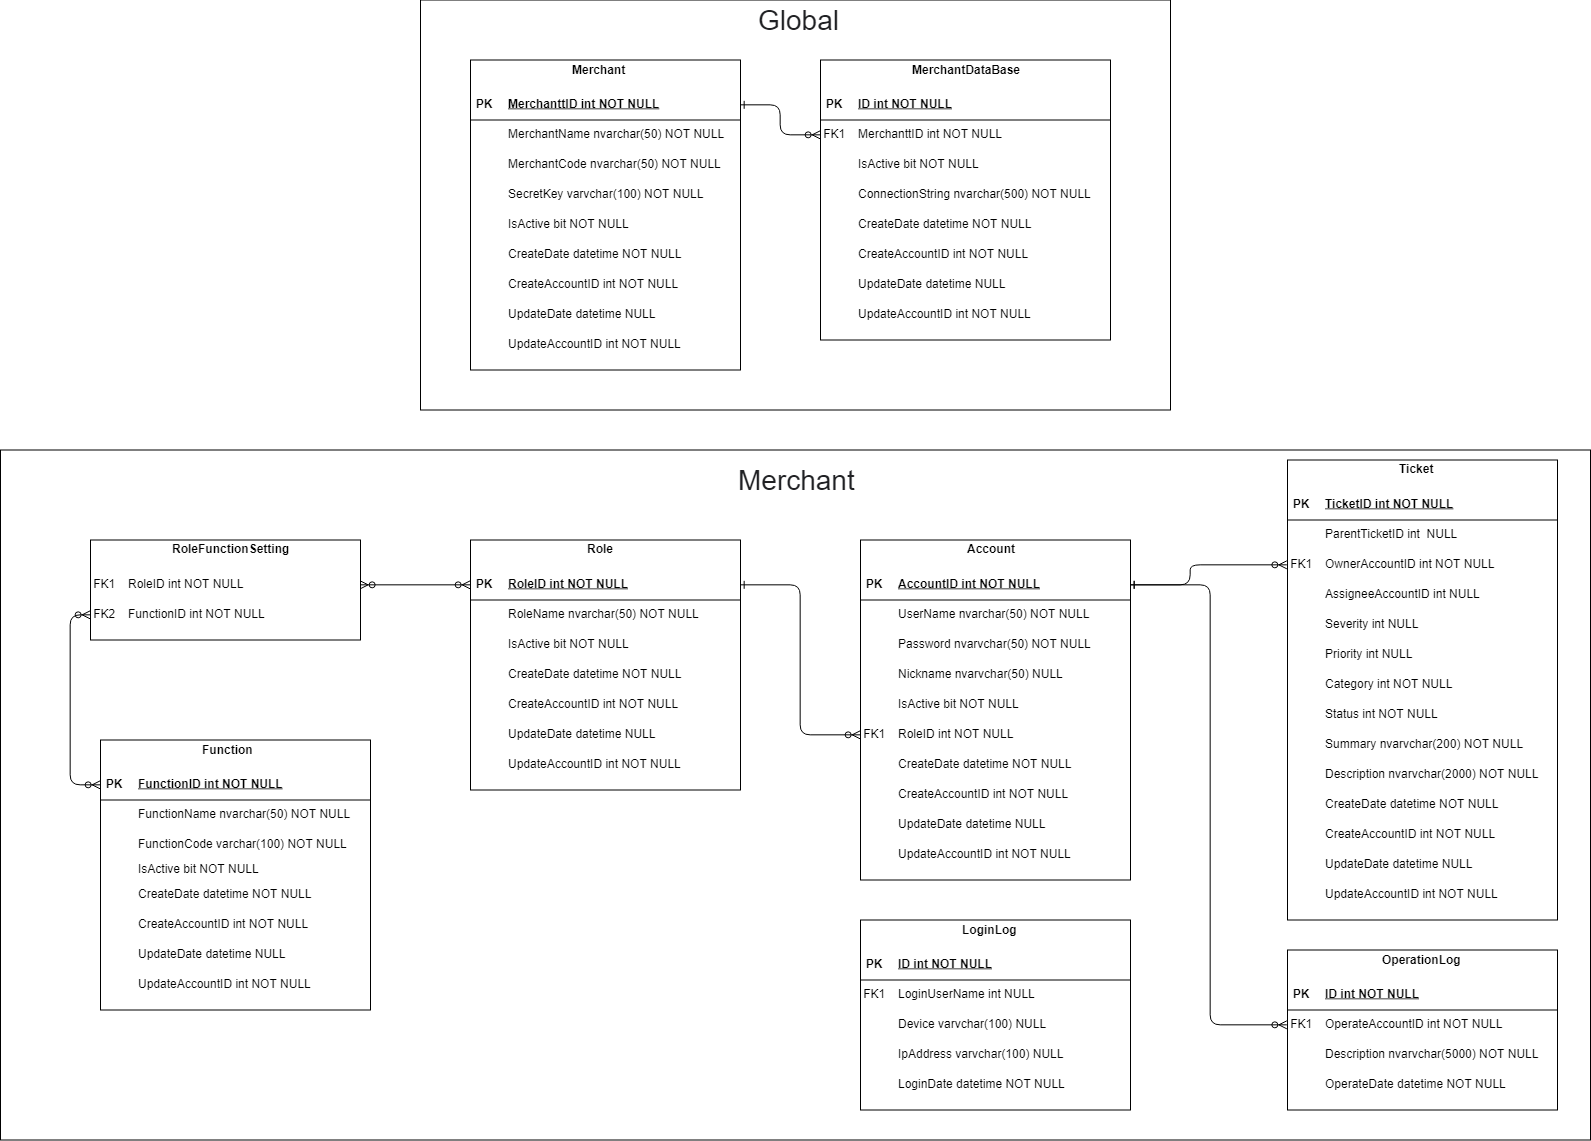 Global
Merchant
PK MerchanttID int NOT NULL
MerchantName nvarchar(50) NOT NULL
MerchantCode nvarchar(50) NOT NULL
SecretKey varvchar(100) NOT NULL
IsActive bit NOT NULL
CreateDate datetime NOT NULL
CreateAccountID int NOT NULL
UpdateDate datetime NULL
UpdateAccountID int NOT NULL
MerchantDataBase
PK ID int NOT NULL
FK1 MerchanttID int NOT NULL
IsActive bit NOT NULL
ConnectionString nvarchar(500) NOT NULL
CreateDate datetime NOT NULL
CreateAccountID int NOT NULL
UpdateDate datetime NULL
UpdateAccountID int NOT NULL
Merchant
RoleFunctionSetting
FK1 RoleID int NOT NULL
FK2 FunctionID int NOT NULL
Function
PK FunctionID int NOT NULL
FunctionName nvarchar(50) NOT NULL
FunctionCode varchar(100) NOT NULL
IsActive bit NOT NULL
CreateDate datetime NOT NULL
CreateAccountID int NOT NULL
UpdateDate datetime NULL
UpdateAccountID int NOT NULL
Role
PK RoleID int NOT NULL
RoleName nvarchar(50) NOT NULL
IsActive bit NOT NULL
CreateDate datetime NOT NULL
CreateAccountID int NOT NULL
UpdateDate datetime NULL
UpdateAccountID int NOT NULL
Account
PK AccountID int NOT NULL
UserName nvarchar(50) NOT NULL
Password nvarvchar(50) NOT NULL
Nickname nvarvchar(50) NULL
IsActive bit NOT NULL
FK1 RoleID int NOT NULL
CreateDate datetime NOT NULL
CreateAccountID int NOT NULL
UpdateDate datetime NULL
UpdateAccountID int NOT NULL
LoginLog
PK ID int NOT NULL
FK1 LoginUserName int NULL
Device varvchar(100) NULL
IpAddress varvchar(100) NULL
LoginDate datetime NOT NULL
Ticket
PK TicketID int NOT NULL
ParentTicketID int NULL
FK1 OwnerAccountID int NOT NULL
AssigneeAccountID int NULL
Severity int NULL
Priority int NULL
Category int NOT NULL
Status int NOT NULL
Summary nvarvchar(200) NOT NULL
Description nvarvchar(2000) NOT NULL
CreateDate datetime NOT NULL
CreateAccountID int NOT NULL
UpdateDate datetime NULL
UpdateAccountID int NOT NULL
OperationLog
PK ID int NOT NULL
FK1 OperateAccountID int NOT NULL
Description nvarvchar(5000) NOT NULL
OperateDate datetime NOT NULL